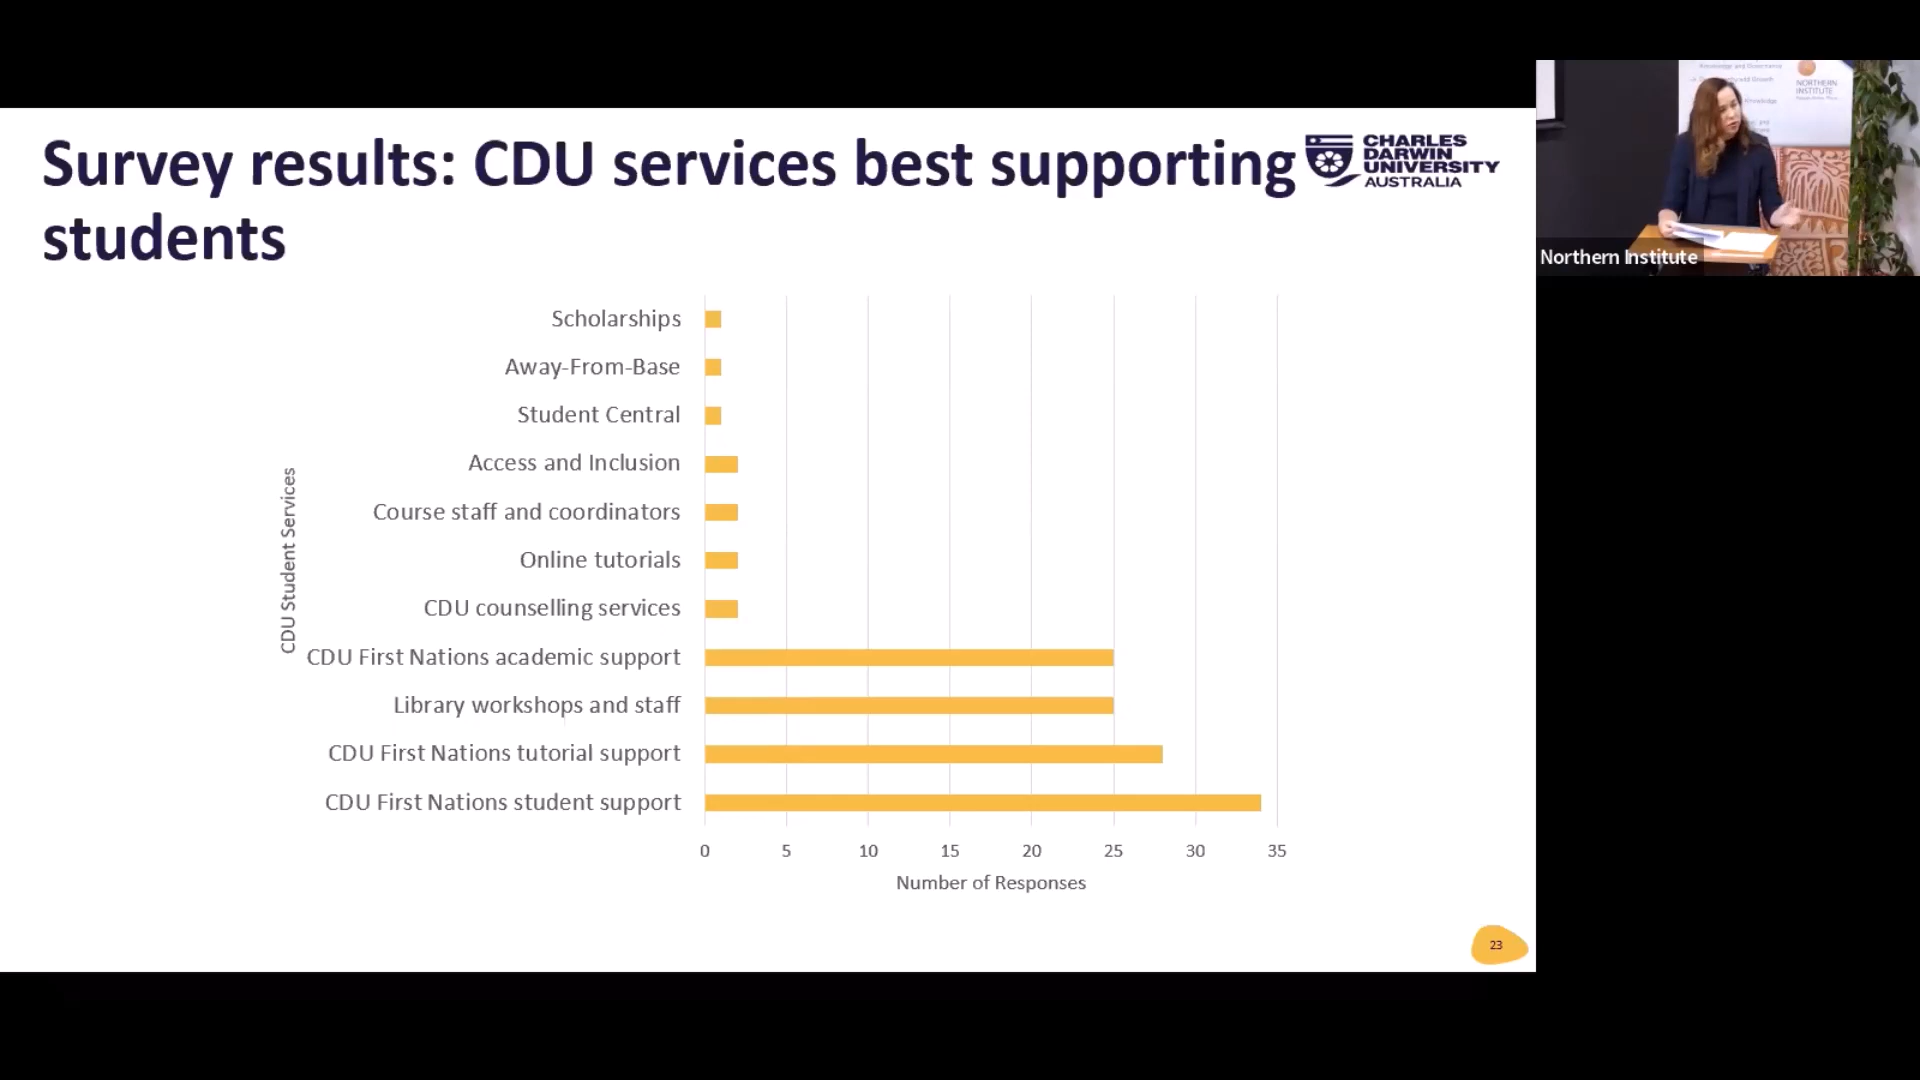 Survey results: CDU services best supporting
students
CHARLES
DARWIN
UNIVERSITY
AUSTRALIA
NORTHERN
INSTITUTE
Northern Institute
CDU Student Services
Scholarships
Away-From-Base
Student Central
Access and Inclusion
Course staff and coordinators
Online tutorials
CDU counselling services
CDU First Nations academic support
Library workshops and staff
CDU First Nations tutorial support
CDU First Nations student support
0 5 10 15 20 25 30 35
Number of Responses
23